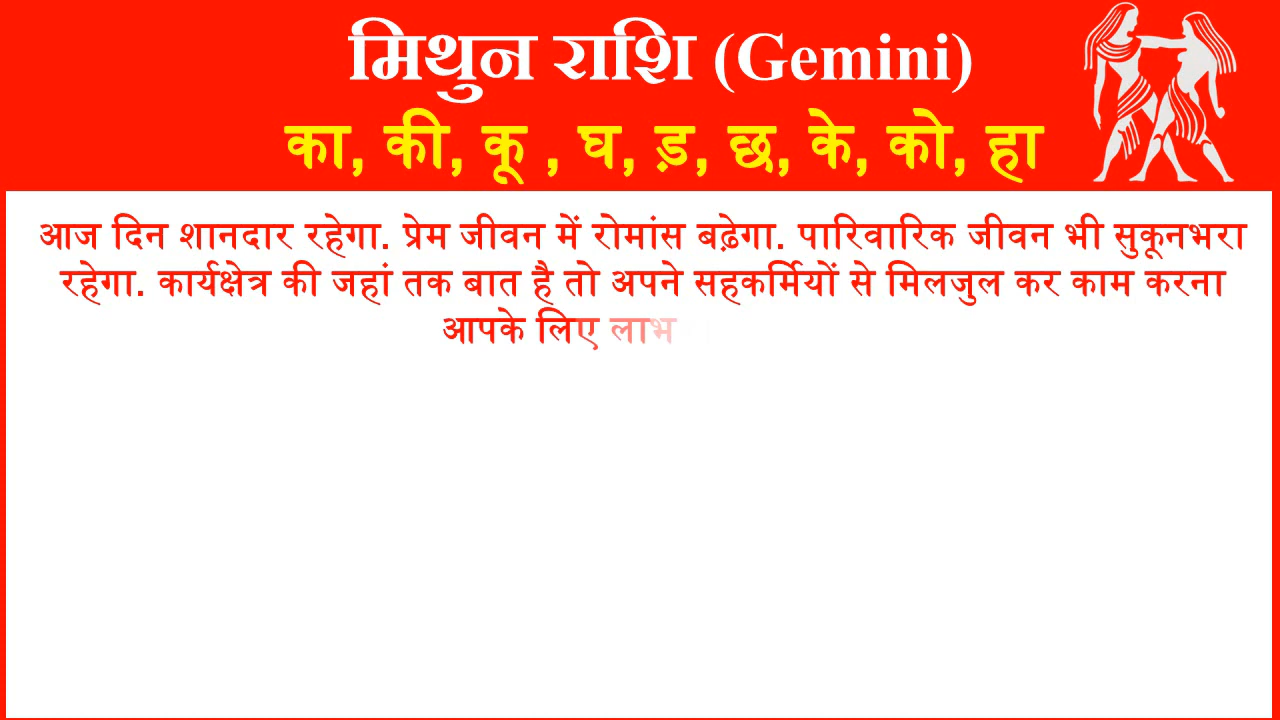 मिथुन राशि (Gemini)
का, की, कू , घ, ड़, छ, के, को, हा
आज दिन शानदार रहेगा. प्रेम जीवन में रोमांस बढ़ेगा. पारिवारिक जीवन भी सुकूनभरा
रहेगा. कार्यक्षेत्र की जहां तक बात है तो अपने सहकर्मियों से मिलजुल कर काम करना
आपके लिए लाभ